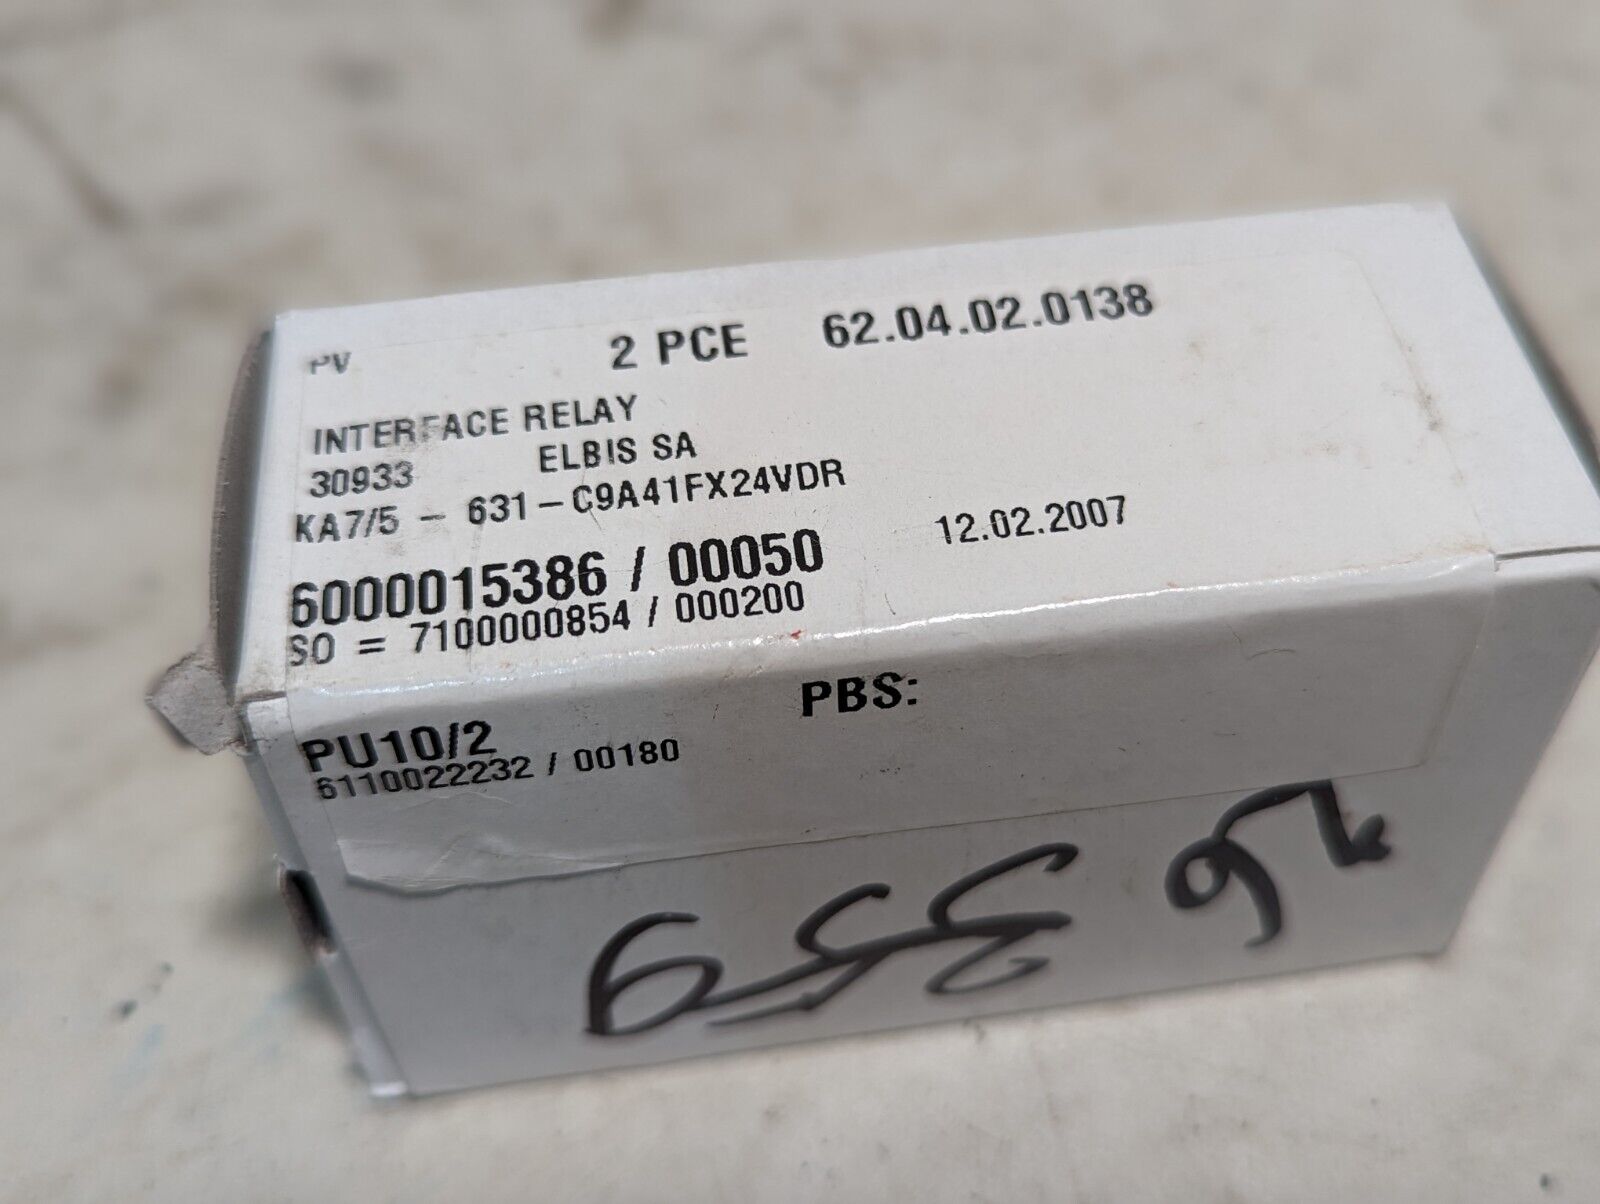 PV 2 PCE 62.04.02.0138
INTERFACE RELAY
30933 ELBIS SA
KA7/5 - 631-C9A41FX24VDR
6000015386 / 00050 12.02.2007
SO = 7100000854 / 000200
PU10/2 PBS:
6110022232 / 00180